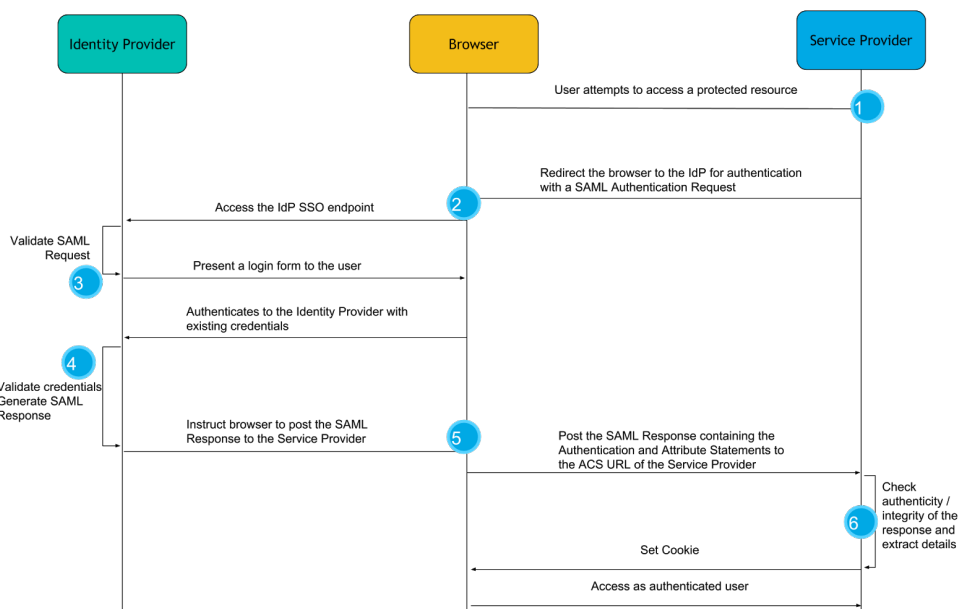 Identity Provider
Browser
Service Provider
User attempts to access a protected resource
1
Redirect the browser to the IdP for authentication
with a SAML Authentication Request
2
Access the IdP SSO endpoint
Validate SAML
Request
3
Present a login form to the user
Authenticates to the Identity Provider with
existing credentials
4
Validate credentials
Generate SAML
Response
Instruct browser to post the SAML
Response to the Service Provider
5
Post the SAML Response containing the
Authentication and Attribute Statements to
the ACS URL of the Service Provider
Check
authenticity /
integrity of the
response and
extract details
6
Set Cookie
Access as authenticated user